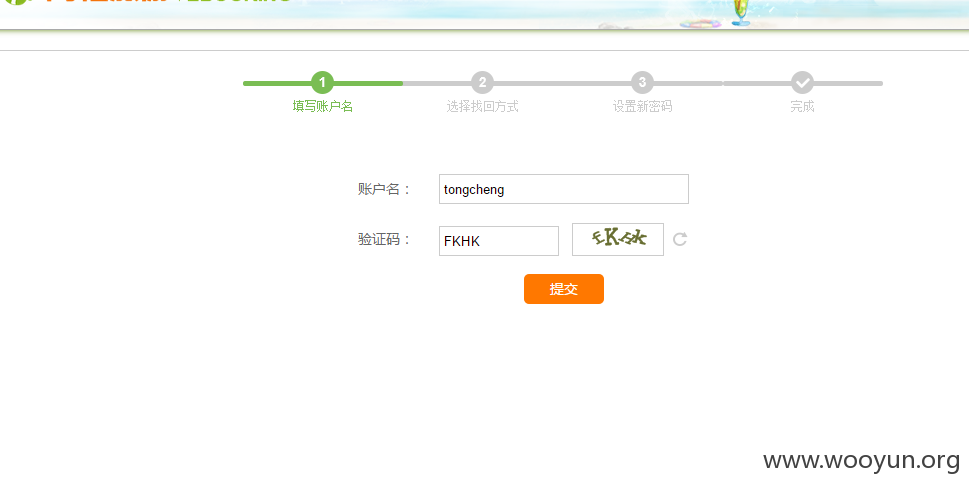 1 2 3
填写账户名 选择找回方式 设置新密码 完成
账户名： tongcheng
验证码： FKHK FKHK
提交
www.wooyun.org